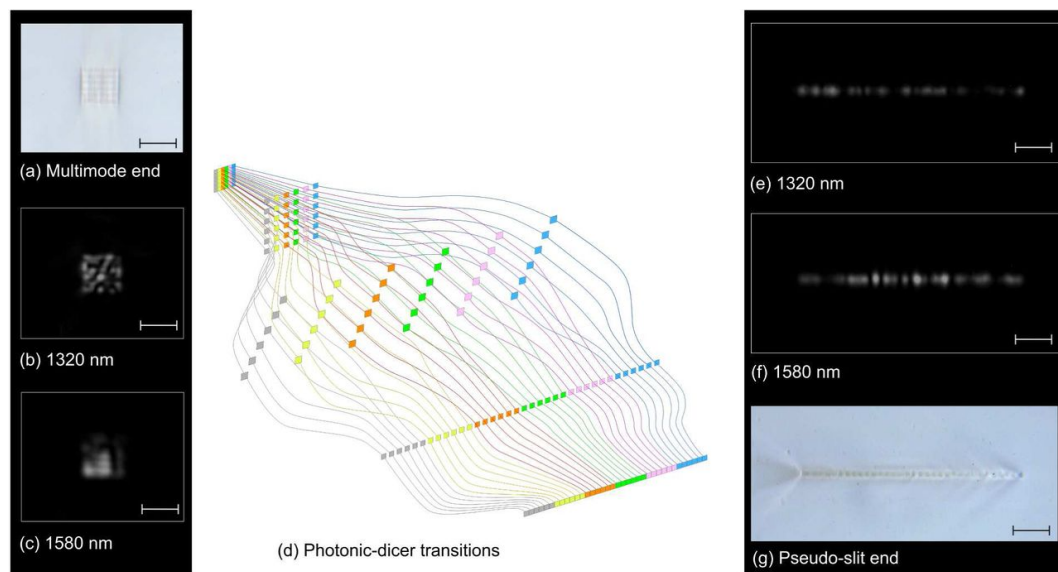 (a) Multimode end
(b) 1320 nm
(c) 1580 nm
(d) Photonic-dicer transitions
(e) 1320 nm
(f) 1580 nm
(g) Pseudo-slit end